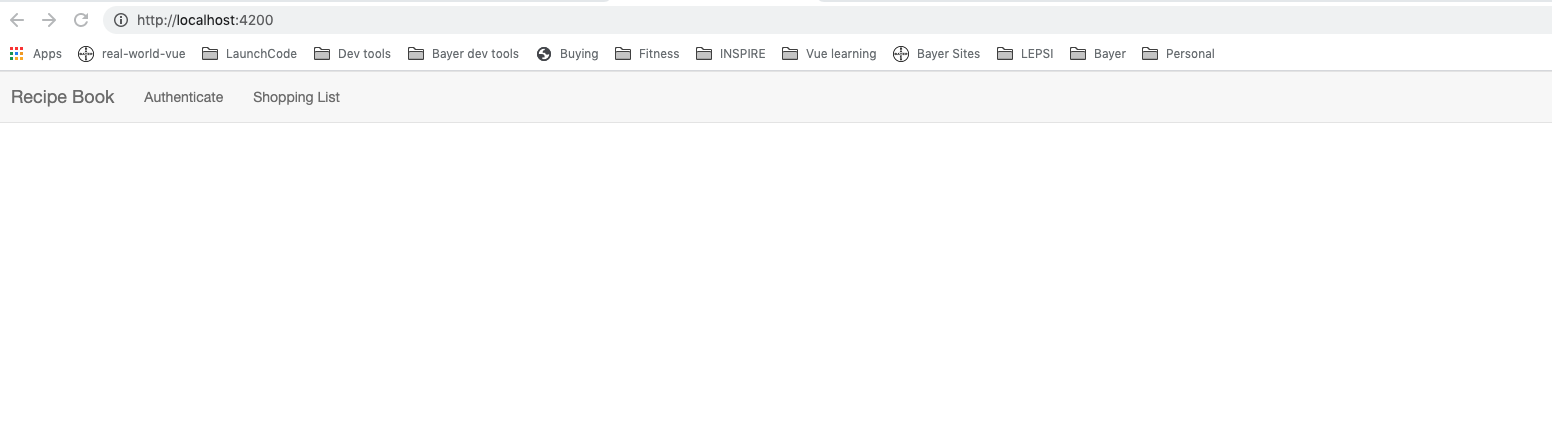 http://localhost:4200
Apps real-world-vue LaunchCode Dev tools Bayer dev tools Buying Fitness INSPIRE Vue learning Bayer Sites LEPSI Bayer Personal
Recipe Book Authenticate Shopping List